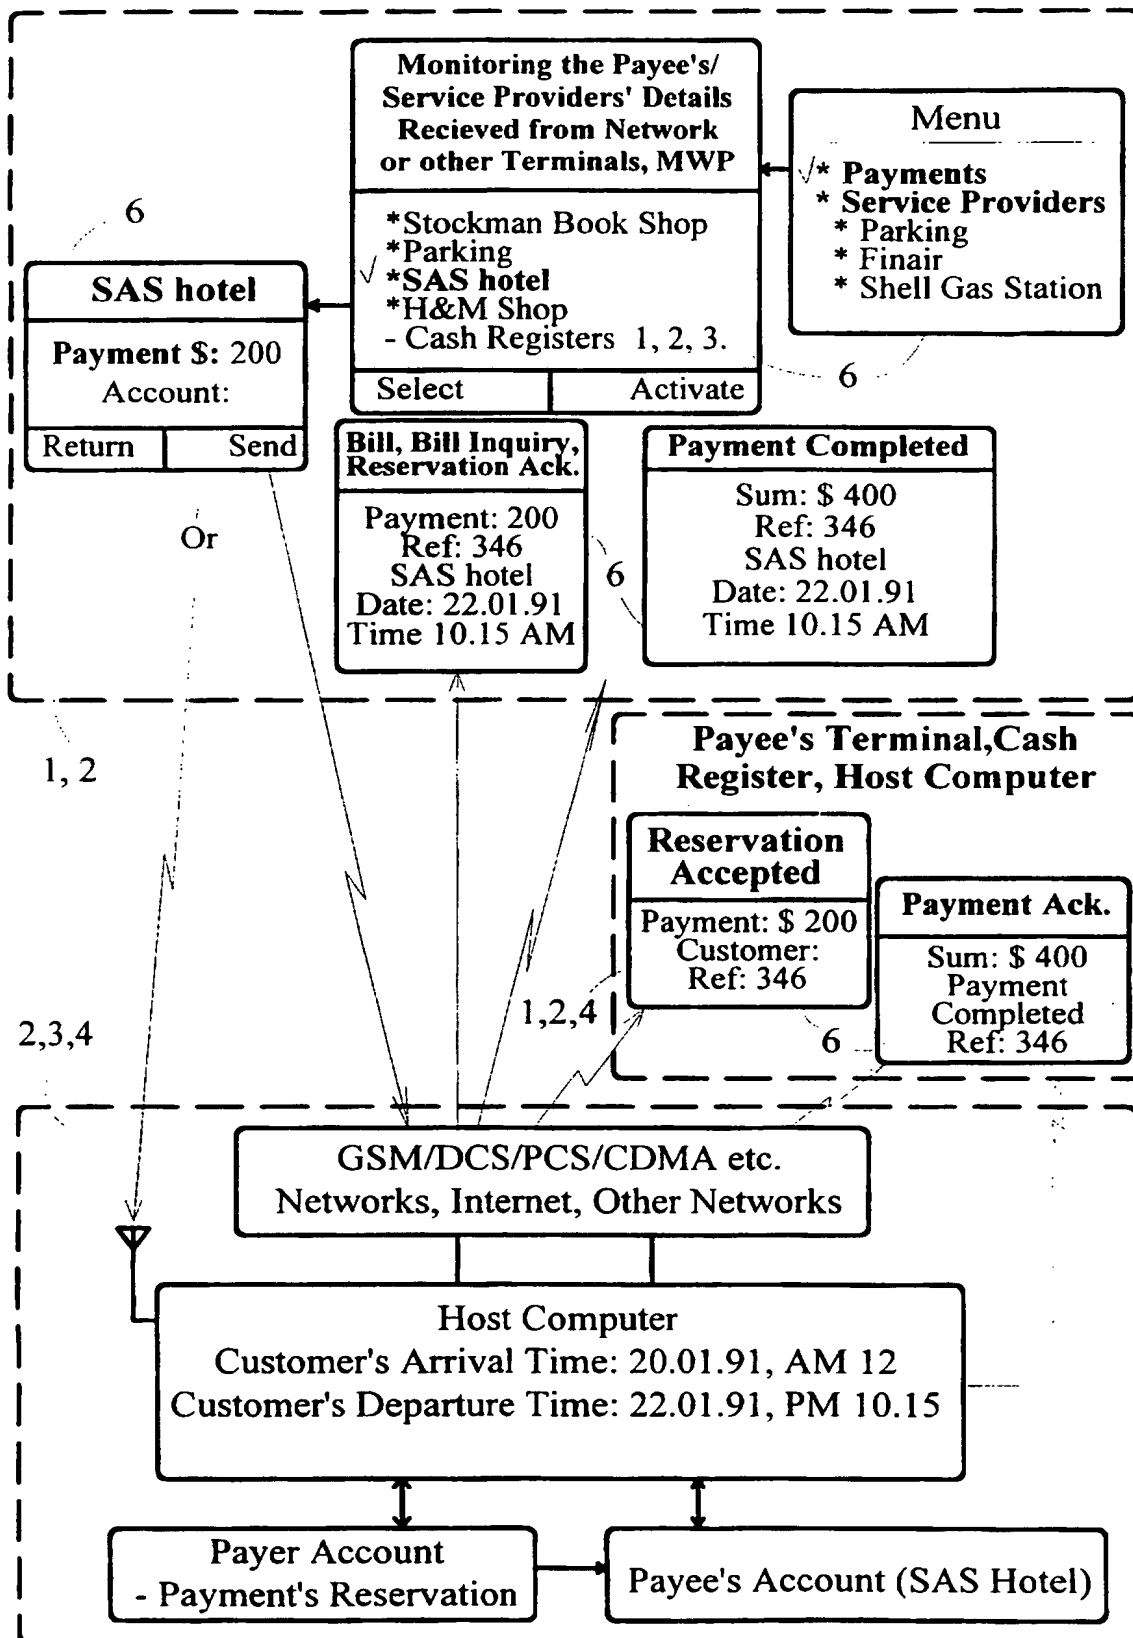 Monitoring the Payee's/
Service Providers' Details
Recieved from Network
or other Terminals, MWP
*Stockman Book Shop
*Parking
*SAS hotel
*H&M Shop
- Cash Registers 1, 2, 3.
Select Activate
Menu
* Payments
* Service Providers
* Parking
* Finair
* Shell Gas Station
6
6
SAS hotel
Payment $: 200
Account:
Return Send
Or
Bill, Bill Inquiry,
Reservation Ack.
Payment: 200
Ref: 346
SAS hotel
Date: 22.01.91
Time 10.15 AM
6
Payment Completed
Sum: $ 400
Ref: 346
SAS hotel
Date: 22.01.91
Time 10.15 AM
1, 2
Payee's Terminal,Cash
Register, Host Computer
Reservation
Accepted
Payment: $ 200
Customer:
Ref: 346
Payment Ack.
Sum: $ 400
Payment
Completed
Ref: 346
1,2,4
6
2,3,4
GSM/DCS/PCS/CDMA etc.
Networks, Internet, Other Networks
Host Computer
Customer's Arrival Time: 20.01.91, AM 12
Customer's Departure Time: 22.01.91, PM 10.15
Payer Account
- Payment's Reservation
Payee's Account (SAS Hotel)